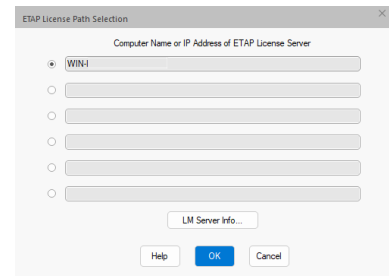 ETAP License Path Selection
Computer Name or IP Address of ETAP License Server
WIN-I
LM Server Info...
Help
OK
Cancel